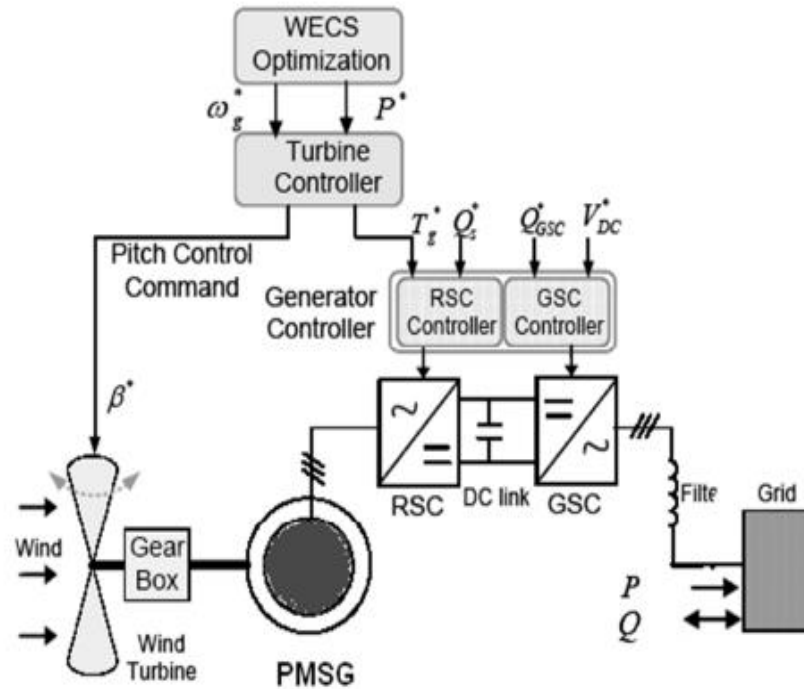 WECS
Optimization
ω*g P*
Turbine
Controller
T*g Q*s Q*GSC V*DC
Pitch Control
Command
Generator
Controller
RSC
Controller
GSC
Controller
β*
RSC
DC link
GSC
Filte
Grid
Wind
Gear
Box
P
Q
Wind
Turbine
PMSG